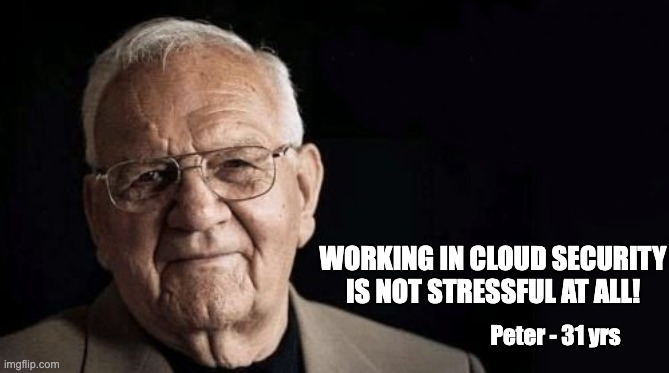 WORKING IN CLOUD SECURITY
IS NOT STRESSFUL AT ALL!
Peter - 31 yrs
imgflip.com